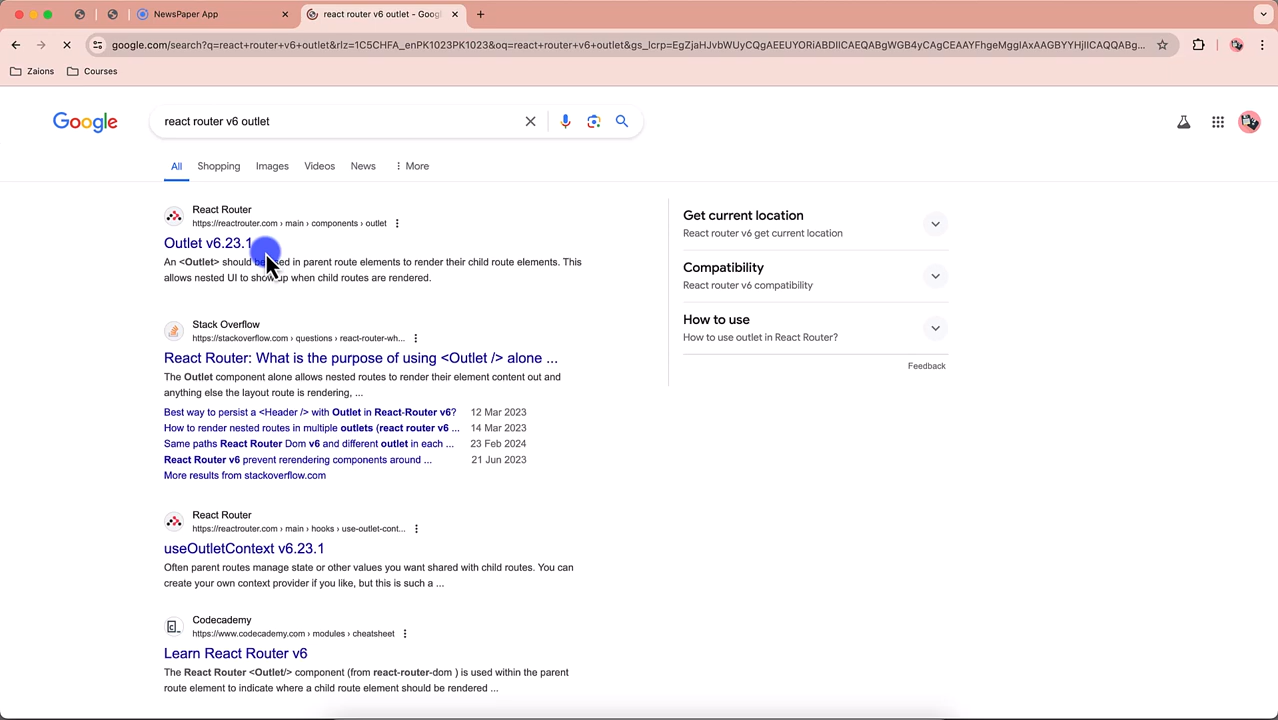 NewsPaper App
react router v6 outlet - Goog
google.com/search?q=react+router+v6+outlet&rlz=1C5CHFA_enPK1023PK1023&oq=react+router+v6+outlet&gs_lcrp=EgZjaHJvbWUyCQgAEEUYORiABDIICAEQABgWGB4yCAgCEAAYFhgeMggIAxAAGBYYHjIICAQQA...
Zaions
Courses
Google
react router v6 outlet
All
Shopping
Images
Videos
News
More
React Router
https://reactrouter.com › main › components › outlet
Outlet v6.23.1
An <Outlet> should be in parent route elements to render their child route elements. This
allows nested UI to show when child routes are rendered.
Stack Overflow
https://stackoverflow.com › questions › react-router-wh...
React Router: What is the purpose of using <Outlet /> alone ...
The Outlet component alone allows nested routes to render their element content out and
anything else the layout route is rendering, ...
Best way to persist a <Header /> with Outlet in React-Router v6? 12 Mar 2023
How to render nested routes in multiple outlets (react router v6 ... 14 Mar 2023
Same paths React Router Dom v6 and different outlet in each ... 23 Feb 2024
React Router v6 prevent rerendering components around ... 21 Jun 2023
More results from stackoverflow.com
React Router
https://reactrouter.com › main › hooks › use-outlet-cont...
useOutletContext v6.23.1
Often parent routes manage state or other values you want shared with child routes. You can
create your own context provider if you like, but this is such a ...
Codecademy
https://www.codecademy.com › modules › cheatsheet
Learn React Router v6
The React Router <Outlet/> component (from react-router-dom ) is used within the parent
route element to indicate where a child route element should be rendered ...
Get current location
React router v6 get current location
Compatibility
React router v6 compatibility
How to use
How to use outlet in React Router?
Feedback